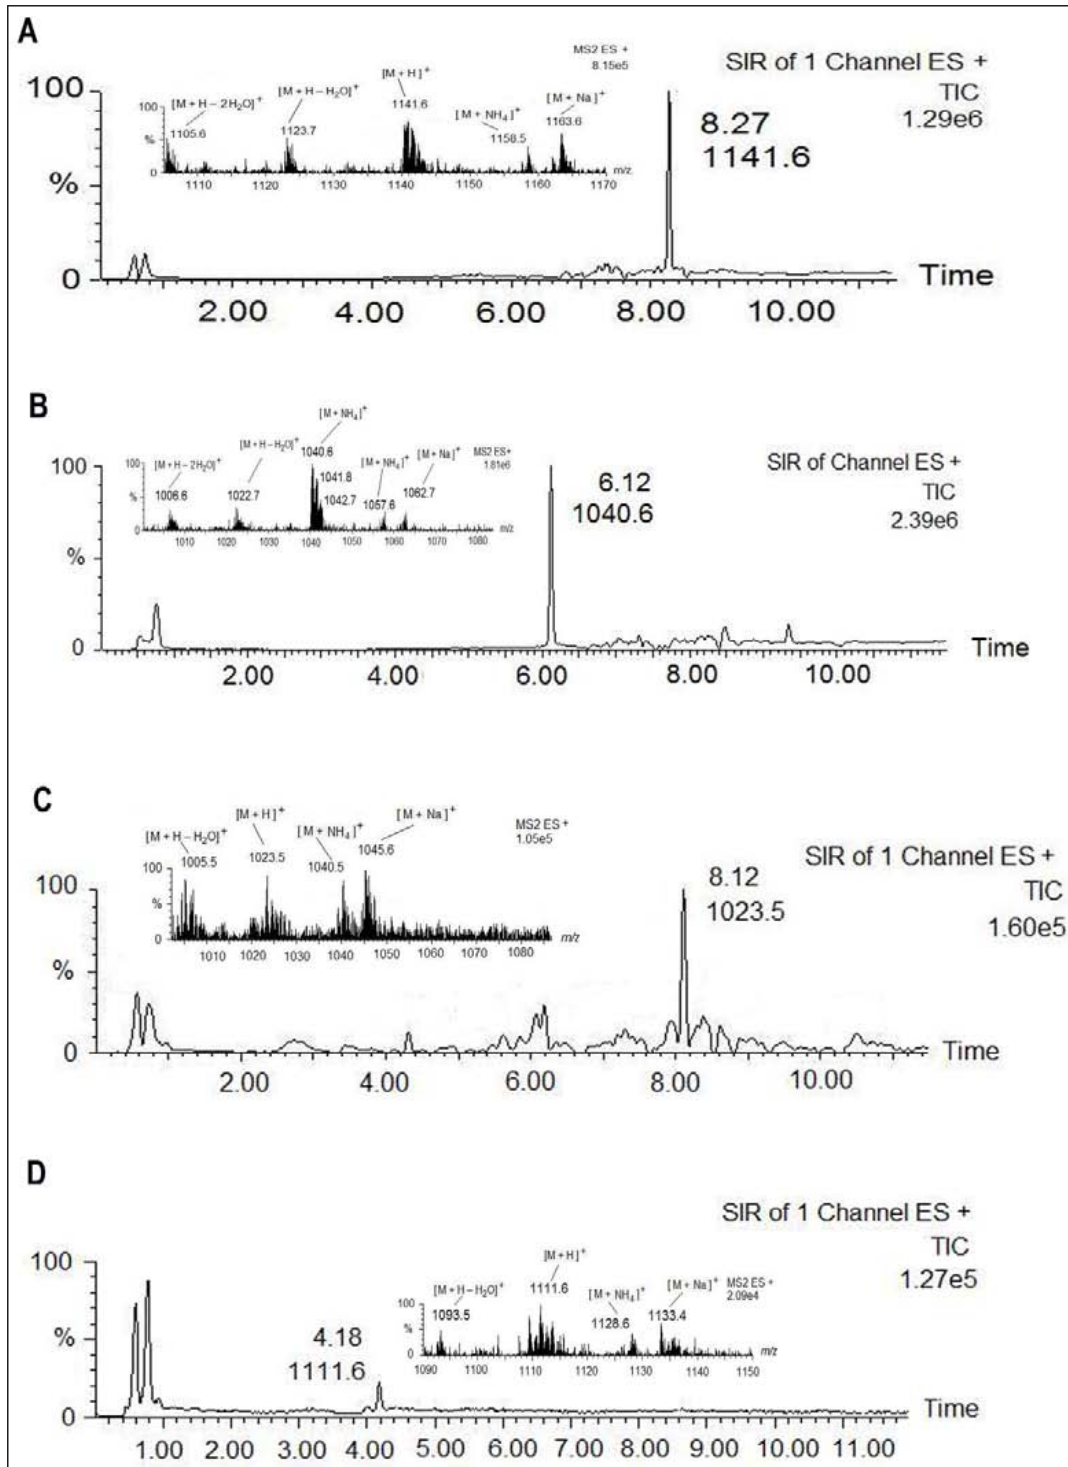 A
SIR of 1 Channel ES +
TIC
1.29e6
MS2 ES +
8.15e5
[M + H]+
1141.6
[M + H – 2H2O]+
1105.6
[M + H – H2O]+
1123.7
[M + NH4]+
1158.5
[M + Na]+
1163.6
100
%
0
1110 1120 1130 1140 1150 1160 1170 m/z
8.27
1141.6
100
%
0
2.00 4.00 6.00 8.00 10.00
Time
B
SIR of Channel ES +
TIC
2.39e6
[M + NH4]+
1040.6
1041.8
1042.7
[M + H – 2H2O]+
1006.6
[M + H – H2O]+
1022.7
[M + NH4]+
1057.6
[M + Na]+
1062.7
MS2 ES+
1.81e6
100
%
0
1010 1020 1030 1040 1050 1060 1070 1080 m/z
6.12
1040.6
100
%
0
2.00 4.00 6.00 8.00 10.00
Time
C
SIR of 1 Channel ES +
TIC
1.60e5
[M + H – H2O]+
1005.5
[M + H]+
1023.5
[M + NH4]+
1040.5
[M + Na]+
1045.6
MS2 ES +
1.05e5
100
%
0
1010 1020 1030 1040 1050 1060 1070 1080 m/z
8.12
1023.5
100
%
0
2.00 4.00 6.00 8.00 10.00
Time
D
SIR of 1 Channel ES +
TIC
1.27e5
[M + H – H2O]+
1093.5
[M + H]+
1111.6
[M + NH4]+
1128.6
[M + Na]+
1133.4
MS2 ES +
2.09e4
100
%
0
1090 1100 1110 1120 1130 1140 1150 m/z
4.18
1111.6
100
%
0
1.00 2.00 3.00 4.00 5.00 6.00 7.00 8.00 9.00 10.00 11.00
Time